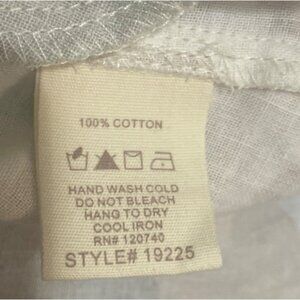 100% COTTON
HAND WASH COLD
DO NOT BLEACH
HANG TO DRY
COOL IRON
RN# 120740
STYLE# 19225